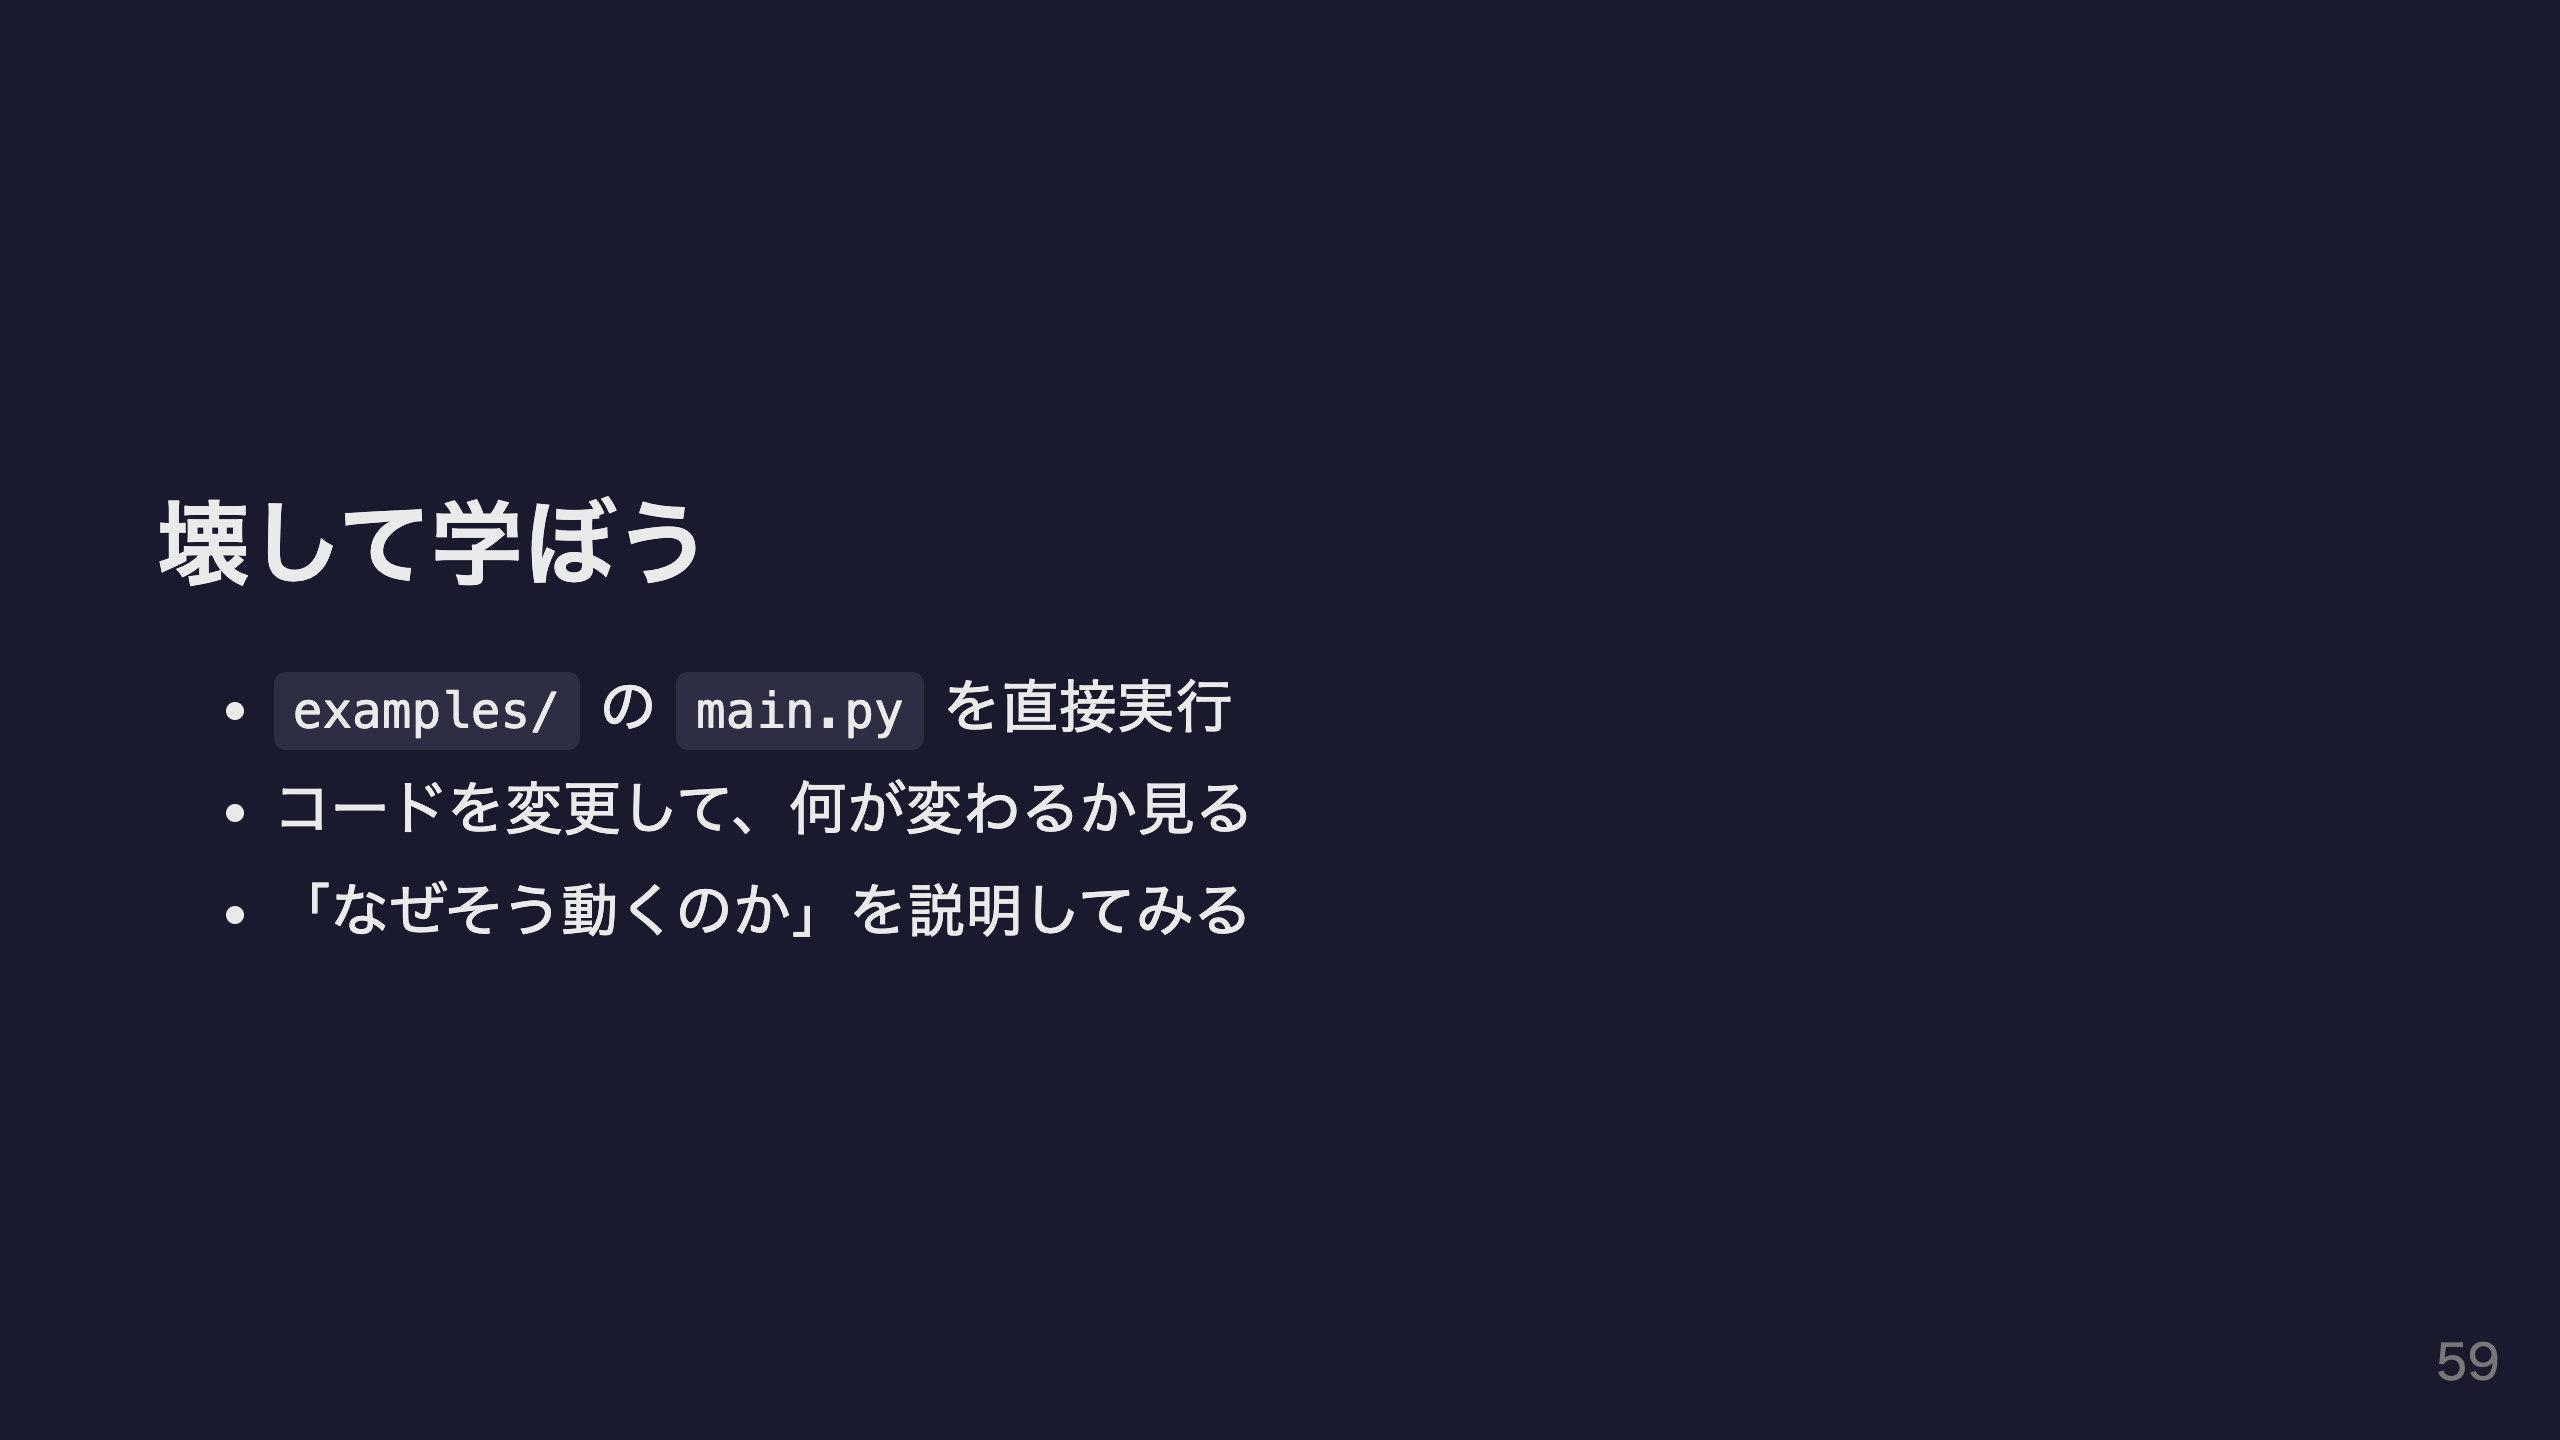 壊して学ぼう
• examples/ の main.py を直接実行
• コードを変更して、何が変わるか見る
• 「なぜそう動くのか」を説明してみる
59